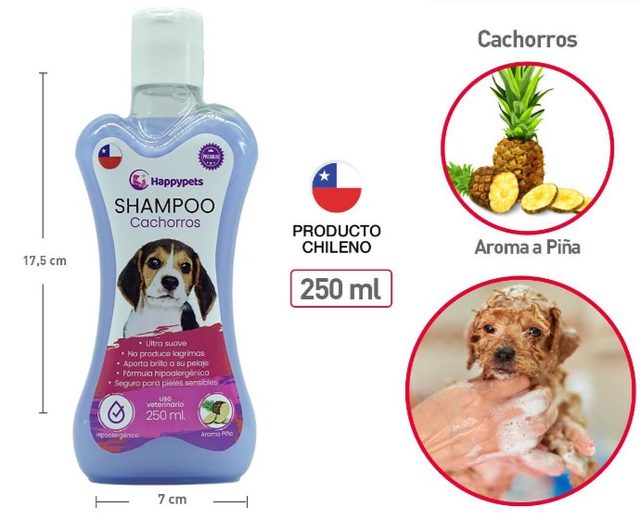 PREMIUM
Happypets
SHAMPOO
Cachorros
• Ultra suave
• No produce lagrimas
• Aporta brillo a su pelaje
• Fórmula hipoalergénica
• Seguro para pieles sensibles
uso
veterinario
250 ml.
Hipoalergénico
Aroma Piña
17,5 cm
7 cm
PRODUCTO
CHILENO
250 ml
Cachorros
Aroma a Piña